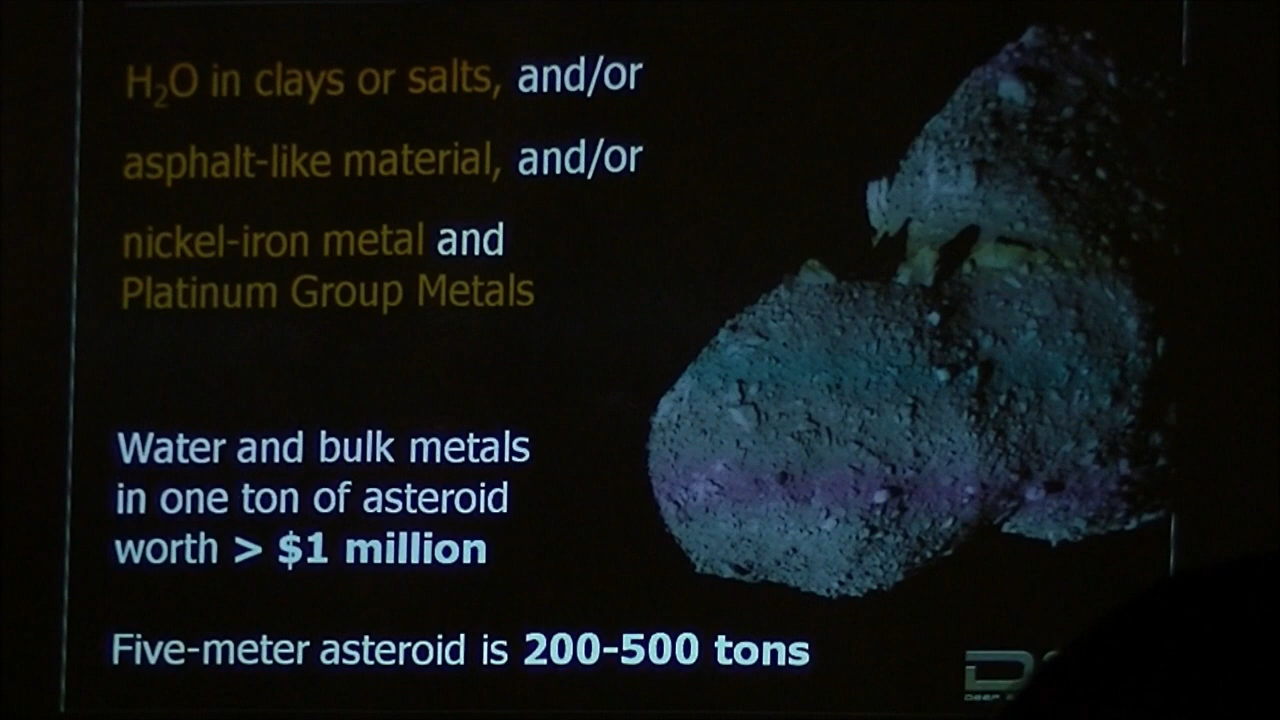 H₂O in clays or salts, and/or
asphalt-like material, and/or
nickel-iron metal and
Platinum Group Metals
Water and bulk metals
in one ton of asteroid
worth > $1 million
Five-meter asteroid is 200-500 tons
D
DEEP